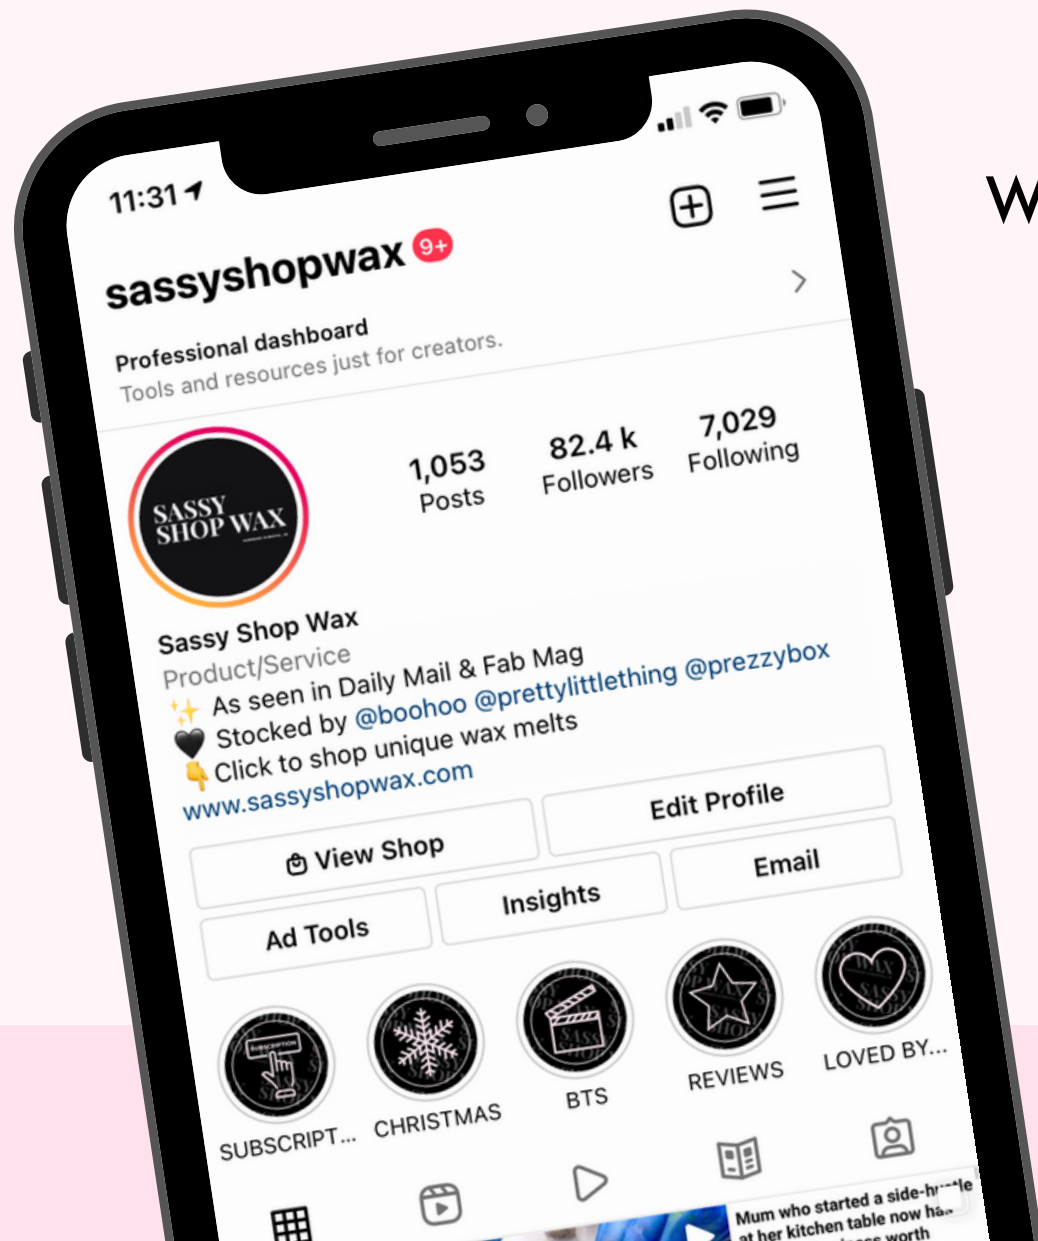 11:31
sassyshopwax 9+
Professional dashboard
Tools and resources just for creators.
SASSY
SHOP WAX
1,053
Posts
82.4 k
Followers
7,029
Following
Sassy Shop Wax
Product/Service
✨ As seen in Daily Mail & Fab Mag
🖤 Stocked by @boohoo @prettylittlething @prezzybox
👇Click to shop unique wax melts
www.sassyshopwax.com
View Shop
Edit Profile
Ad Tools
Insights
Email
SUBSCRIPTION
SUBSCRIPT...
CHRISTMAS
BTS
REVIEWS
LOVED BY...
Mum who started a side-hustle
at her kitchen table now has
worth
W